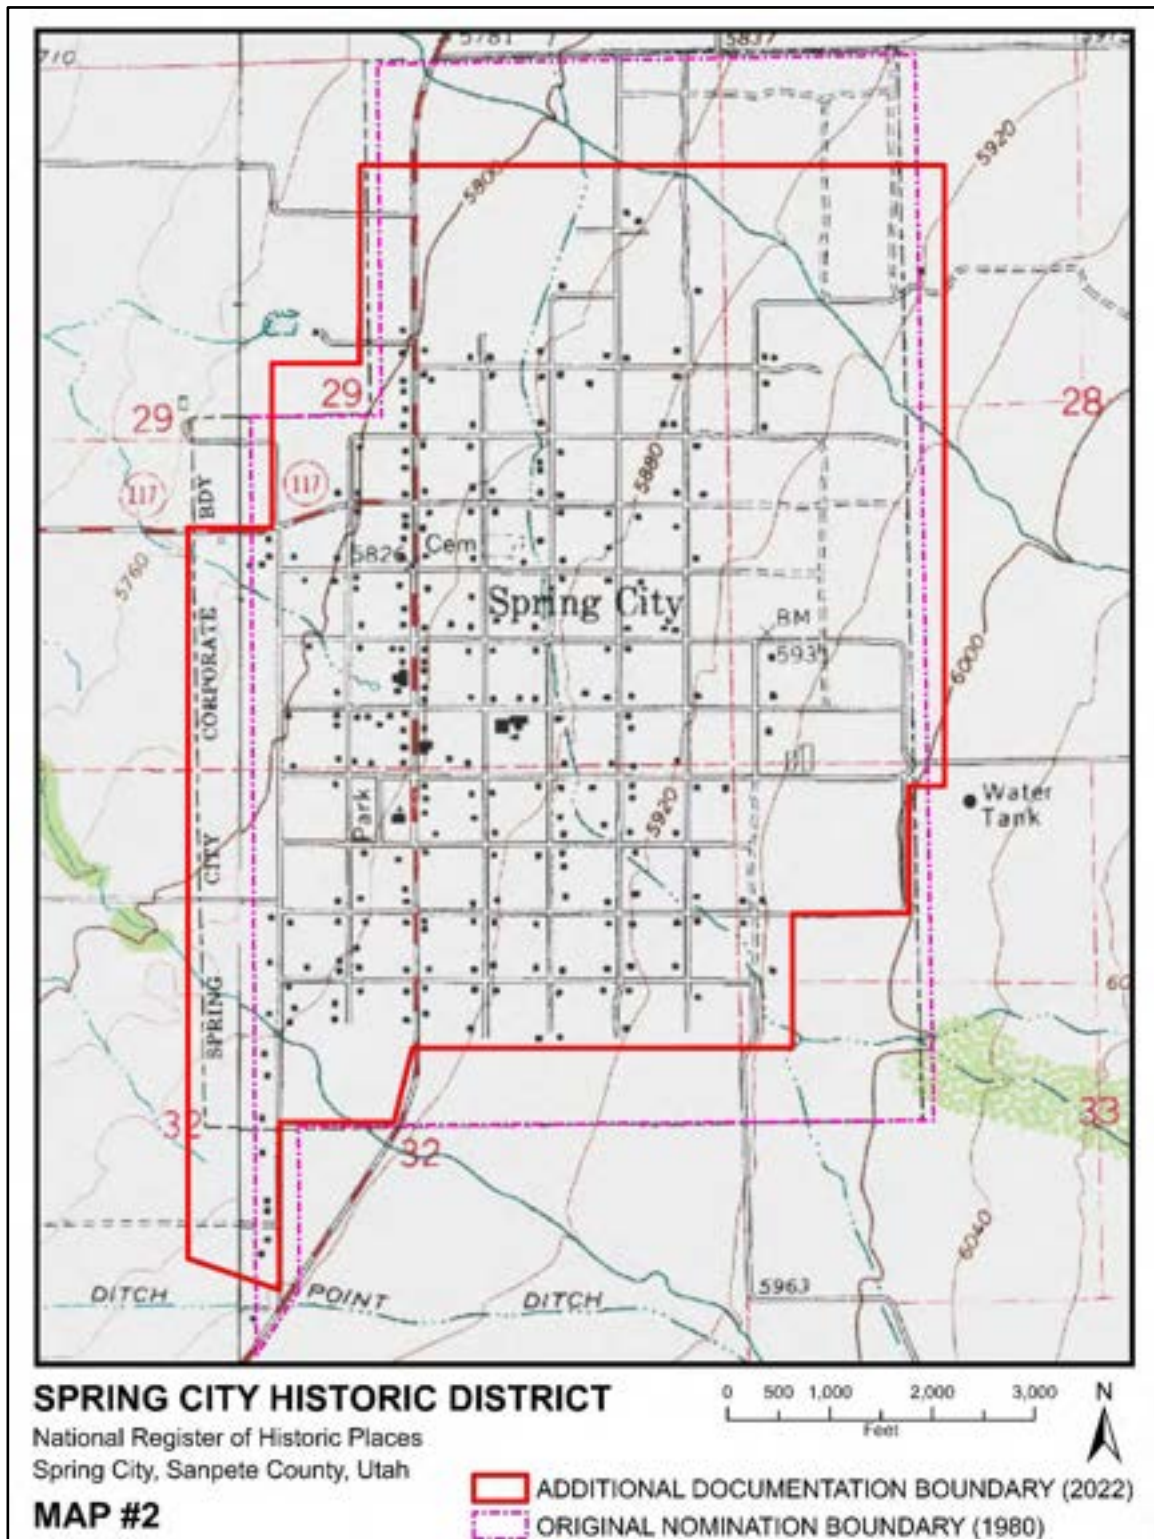 5781
5837
710
5920
5800
29
29
28
117
117
BDY
5880
5826
Cem
5760
Spring City
BM
CORPORATE
6000
Park
5920
Water
Tank
CITY
SPRING
32
32
33
6040
DITCH
POINT
DITCH
5963
SPRING CITY HISTORIC DISTRICT
National Register of Historic Places
Spring City, Sanpete County, Utah
MAP #2
0 500 1,000 2,000 3,000
Feet
N
ADDITIONAL DOCUMENTATION BOUNDARY (2022)
ORIGINAL NOMINATION BOUNDARY (1980)